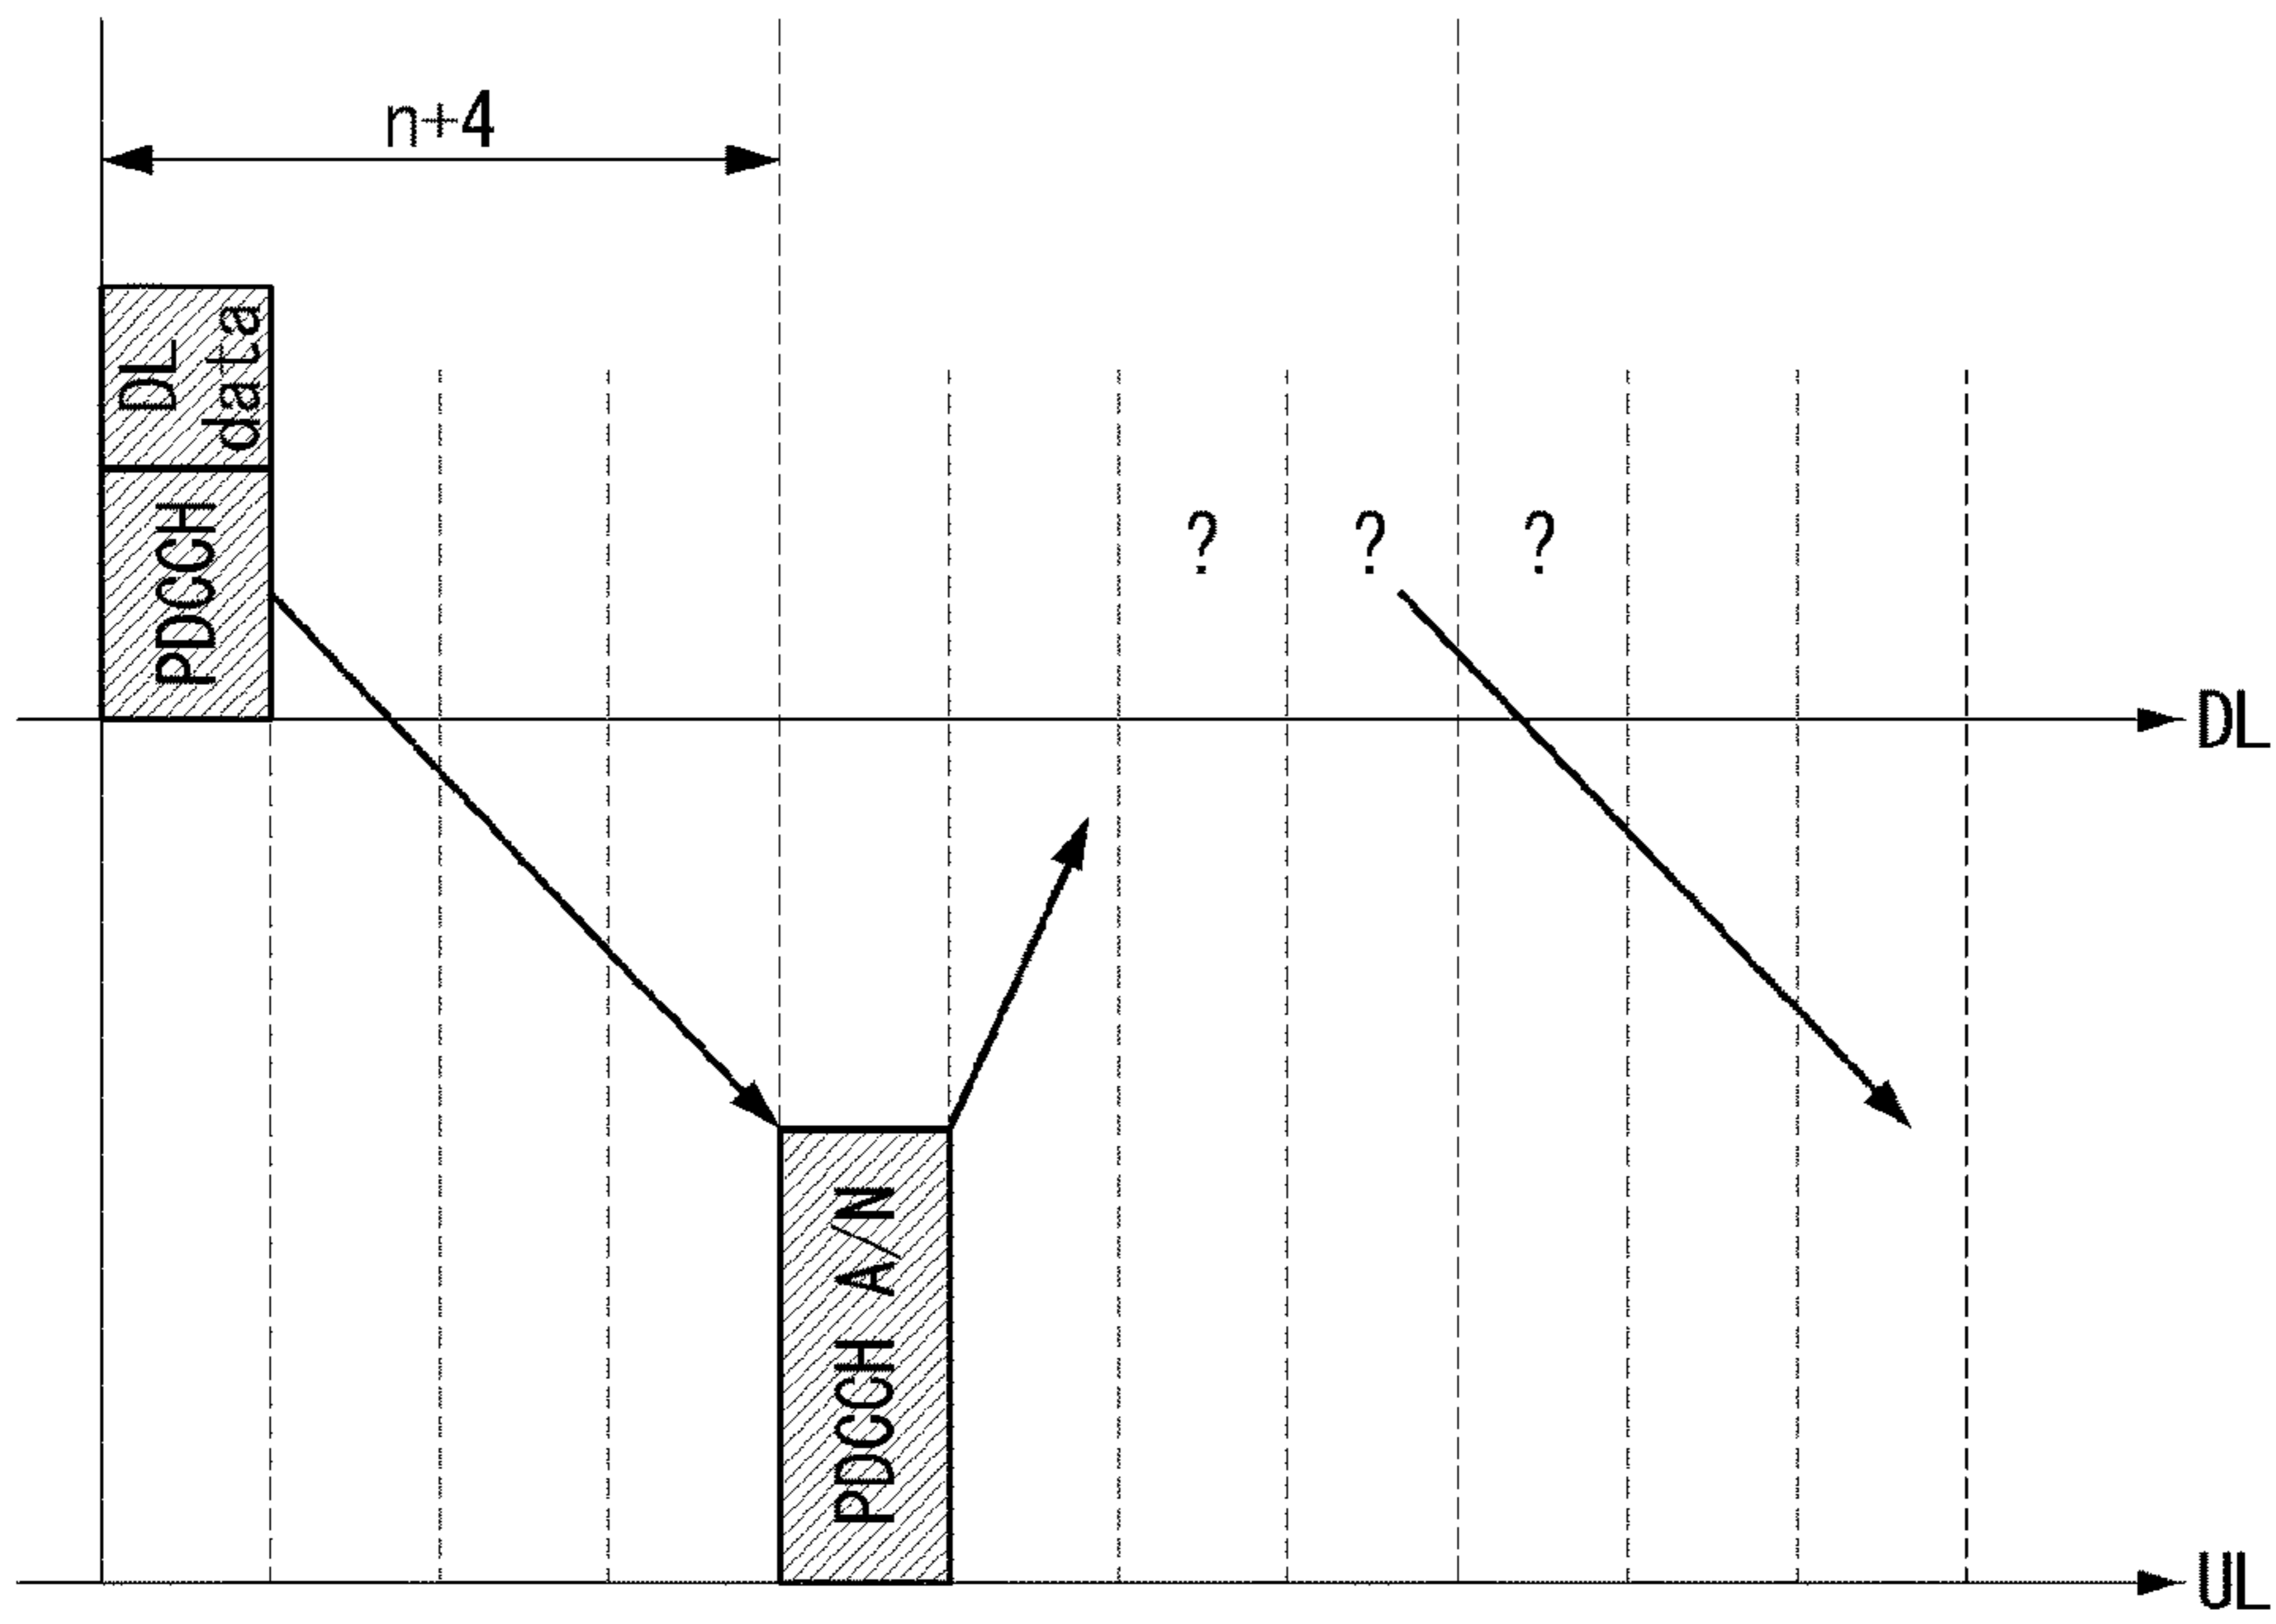 n+4
DL
data
PDCCH
? ? ?
DL
PDCCH A/N
UL